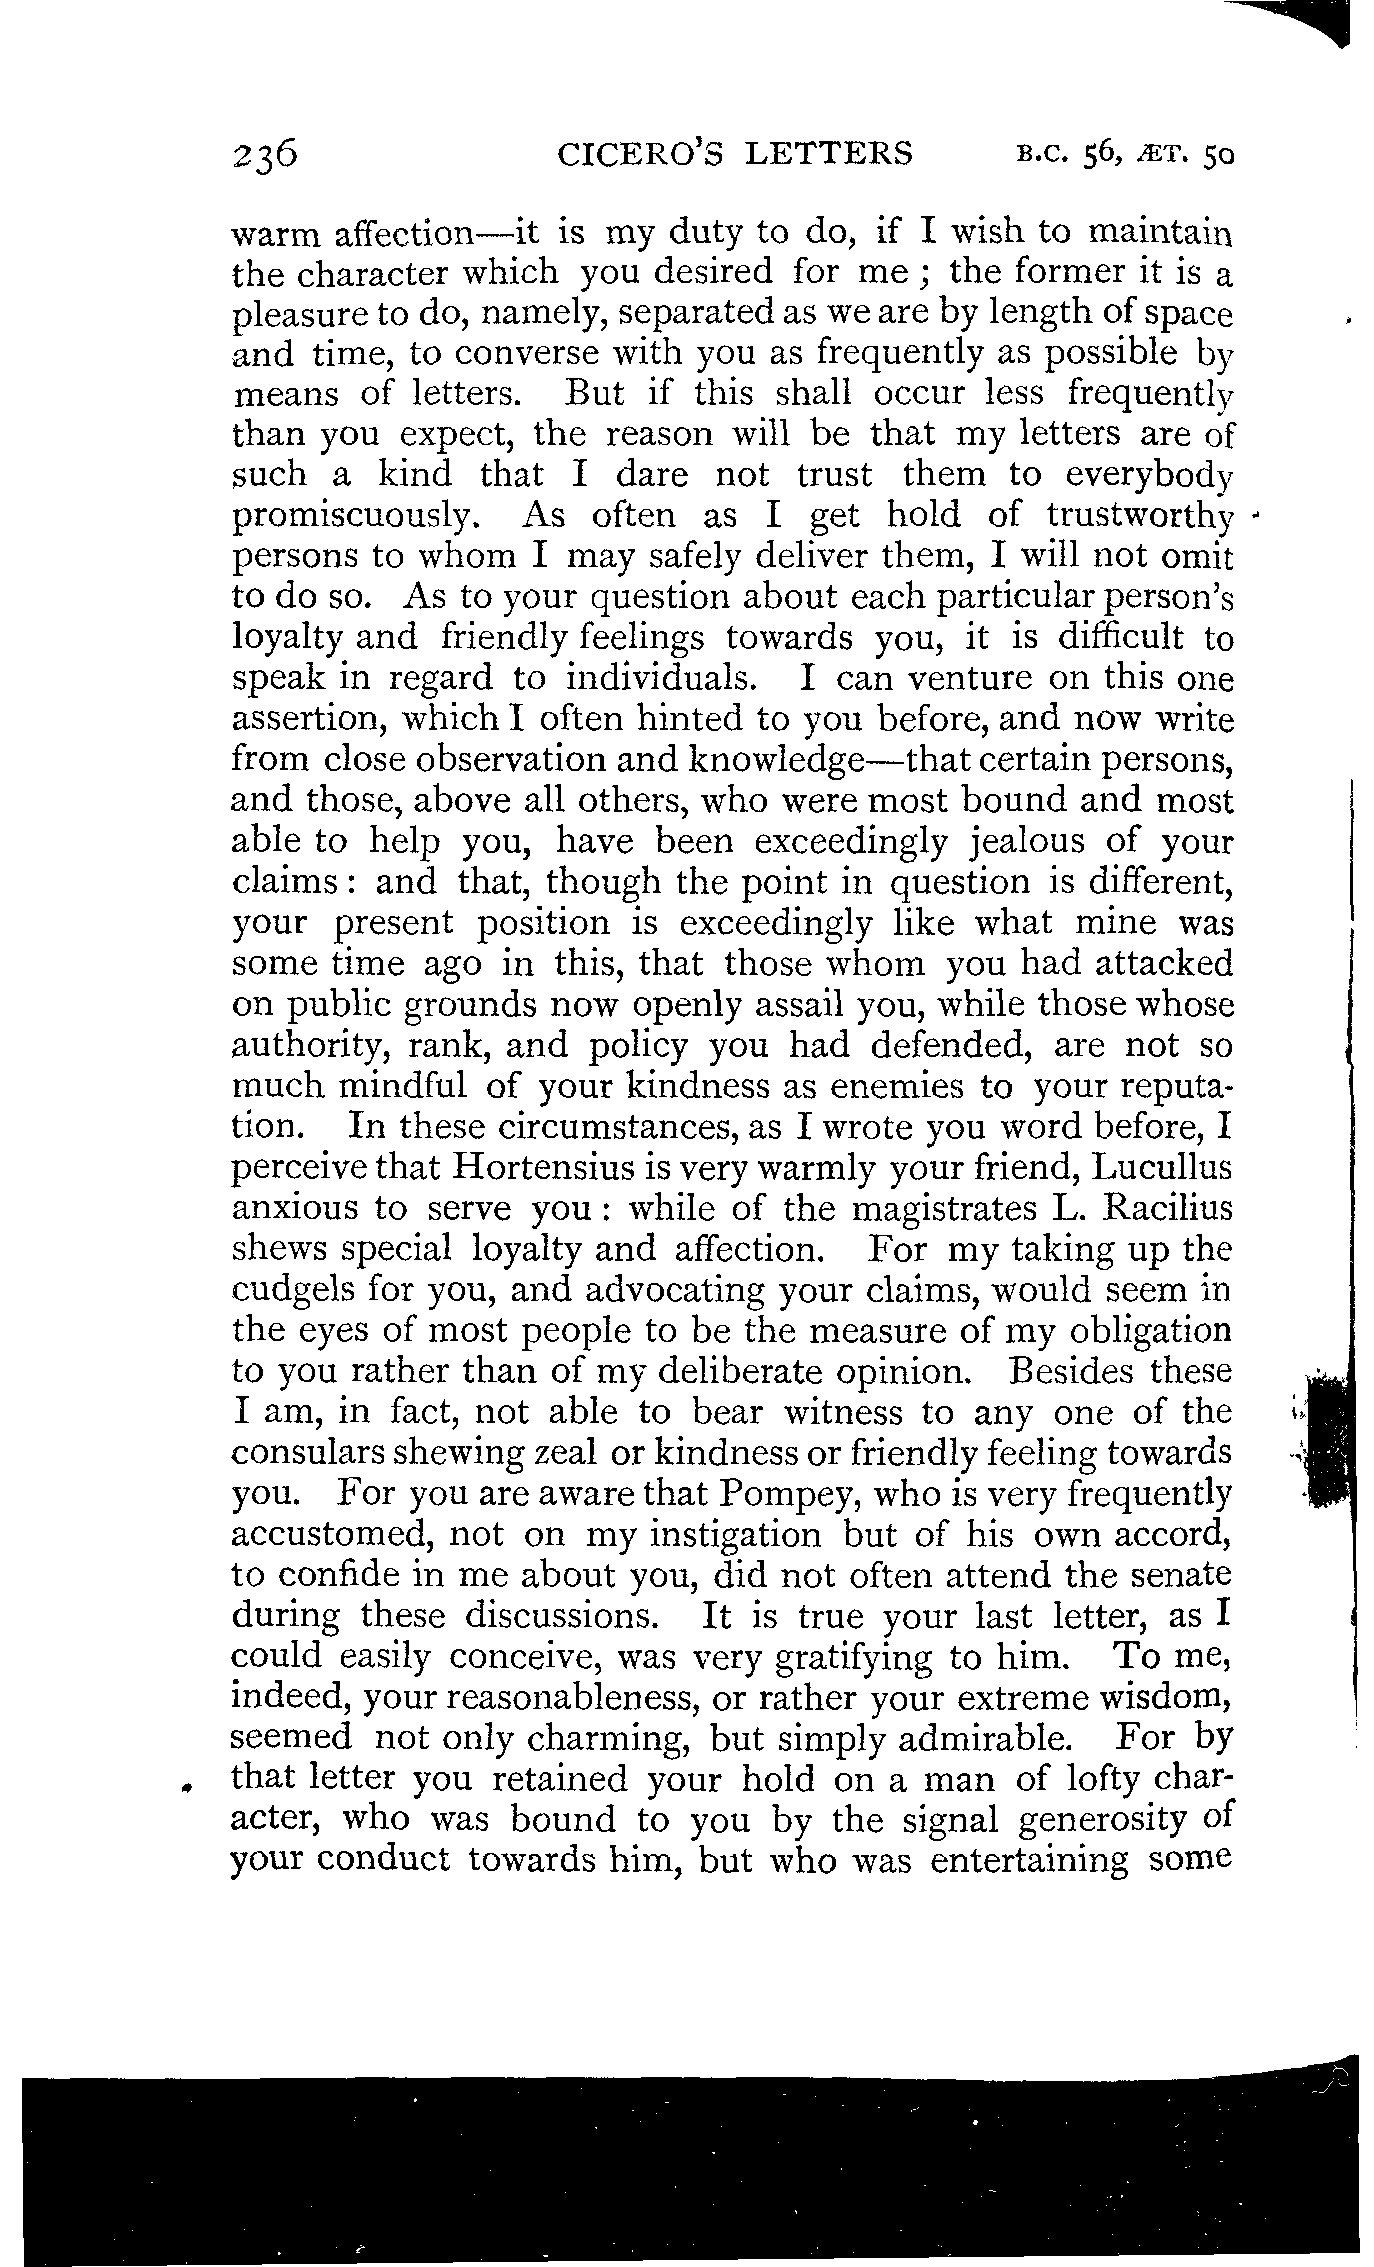 236 CICERO'S LETTERS B.C. 56, ÆT. 50
warm affection—it is my duty to do, if I wish to maintain
the character which you desired for me ; the former it is a
pleasure to do, namely, separated as we are by length of space
and time, to converse with you as frequently as possible by
means of letters. But if this shall occur less frequently
than you expect, the reason will be that my letters are of
such a kind that I dare not trust them to everybody
promiscuously. As often as I get hold of trustworthy
persons to whom I may safely deliver them, I will not omit
to do so. As to your question about each particular person's
loyalty and friendly feelings towards you, it is difficult to
speak in regard to individuals. I can venture on this one
assertion, which I often hinted to you before, and now write
from close observation and knowledge—that certain persons,
and those, above all others, who were most bound and most
able to help you, have been exceedingly jealous of your
claims : and that, though the point in question is different,
your present position is exceedingly like what mine was
some time ago in this, that those whom you had attacked
on public grounds now openly assail you, while those whose
authority, rank, and policy you had defended, are not so
much mindful of your kindness as enemies to your reputa-
tion. In these circumstances, as I wrote you word before, I
perceive that Hortensius is very warmly your friend, Lucullus
anxious to serve you : while of the magistrates L. Racilius
shews special loyalty and affection. For my taking up the
cudgels for you, and advocating your claims, would seem in
the eyes of most people to be the measure of my obligation
to you rather than of my deliberate opinion. Besides these
I am, in fact, not able to bear witness to any one of the
consulars shewing zeal or kindness or friendly feeling towards
you. For you are aware that Pompey, who is very frequently
accustomed, not on my instigation but of his own accord,
to confide in me about you, did not often attend the senate
during these discussions. It is true your last letter, as I
could easily conceive, was very gratifying to him. To me,
indeed, your reasonableness, or rather your extreme wisdom,
seemed not only charming, but simply admirable. For by
that letter you retained your hold on a man of lofty char-
acter, who was bound to you by the signal generosity of
your conduct towards him, but who was entertaining some